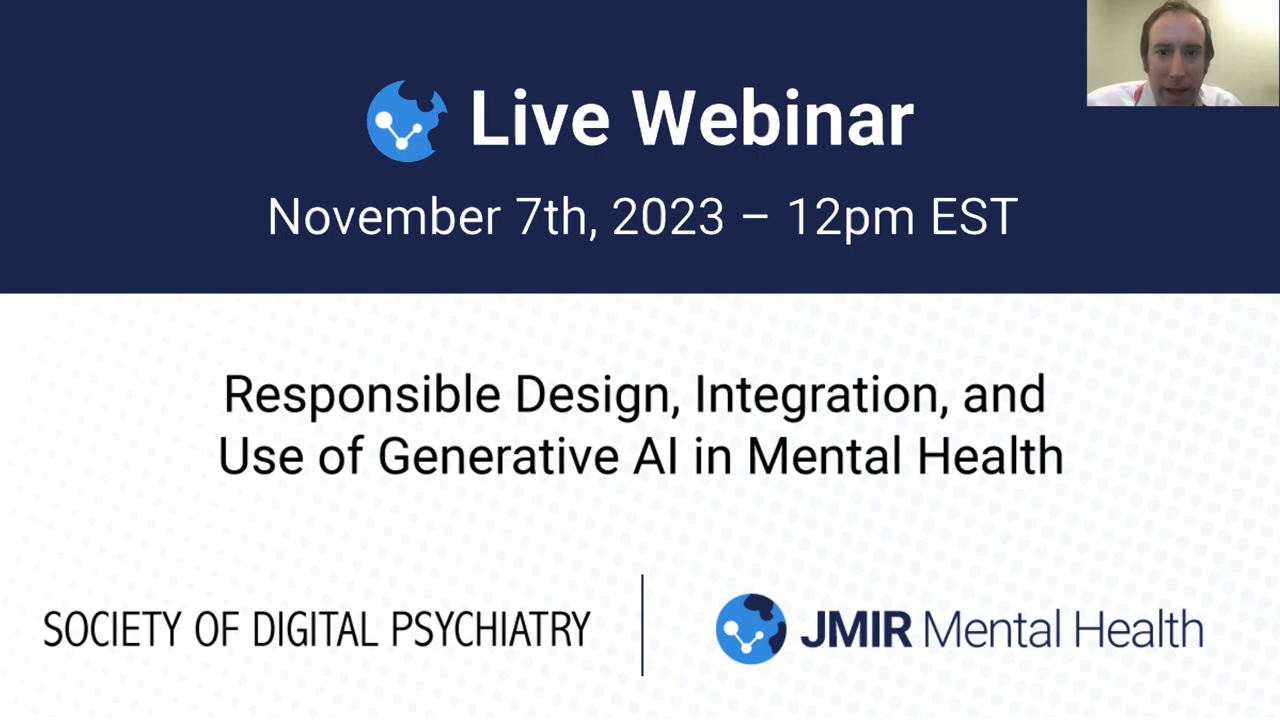 Live Webinar
November 7th, 2023 – 12pm EST
Responsible Design, Integration, and
Use of Generative AI in Mental Health
SOCIETY OF DIGITAL PSYCHIATRY
JMIR Mental Health